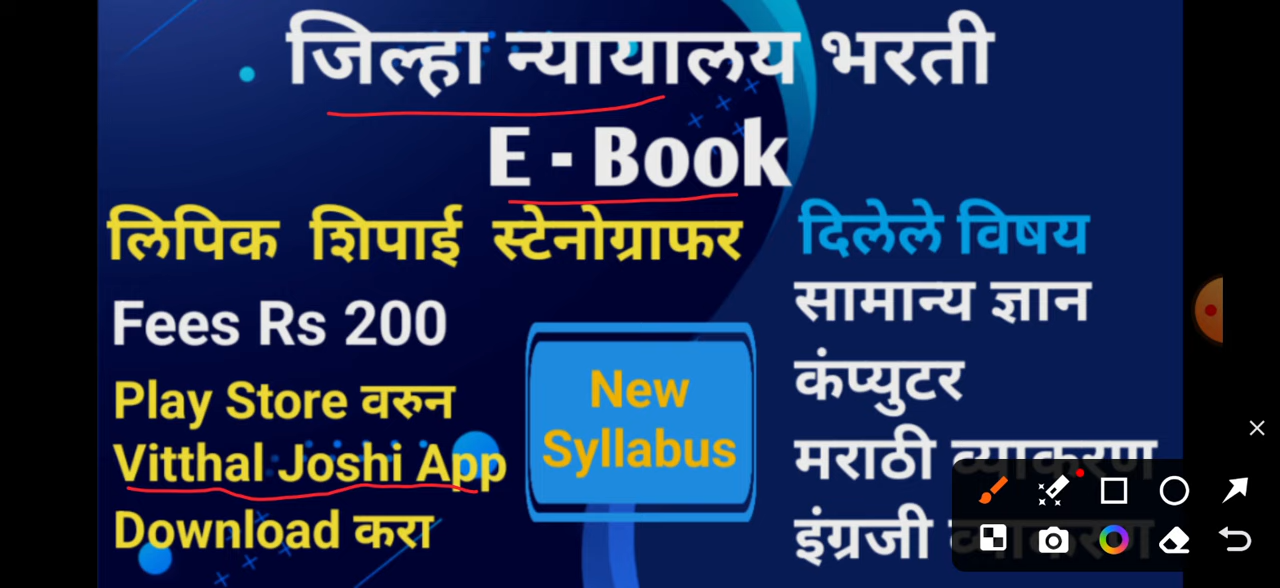 जिल्हा न्यायालय भरती
E - Book
लिपिक शिपाई स्टेनोग्राफर
Fees Rs 200
Play Store वरुन
Vitthal Joshi App
Download करा
New
Syllabus
दिलेले विषय
सामान्य ज्ञान
कंप्युटर
मराठी व्याकरण
इंग्रजी